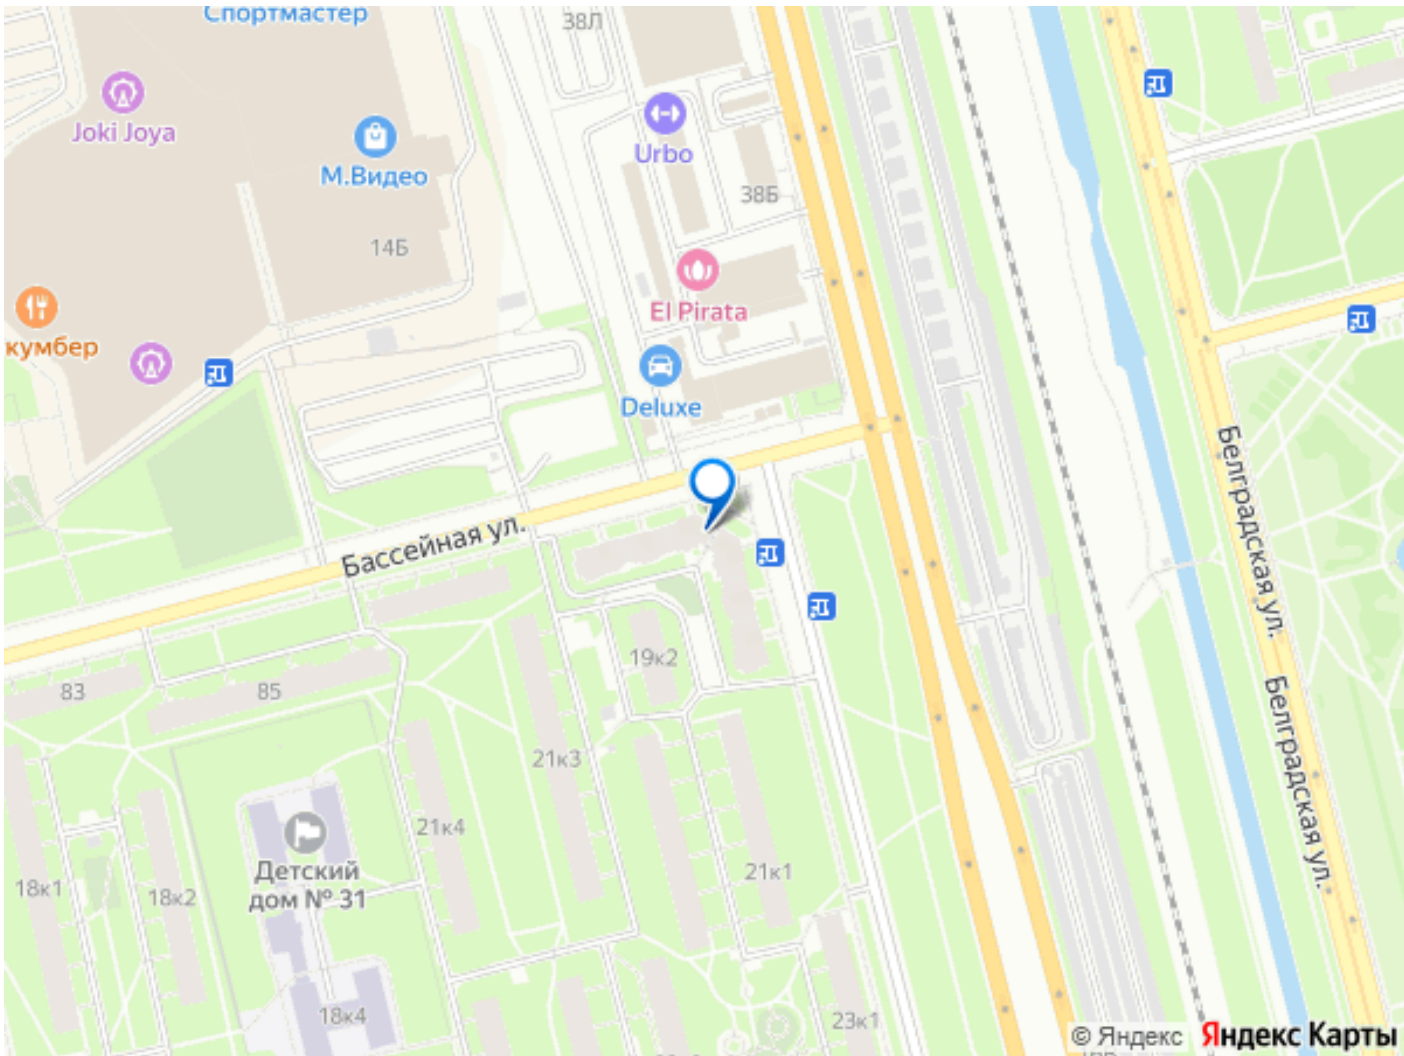 Спортмастер
38Л
Joki Joya
М.Видео
Urbo
38Б
14Б
El Pirata
кумбер
Deluxe
Белградская ул.
Бассейная ул.
19к2
83
85
Белградская ул.
21к3
21к4
Детский
дом № 31
21к1
18к1
18к2
18к4
23к1
© Яндекс Яндекс Карты